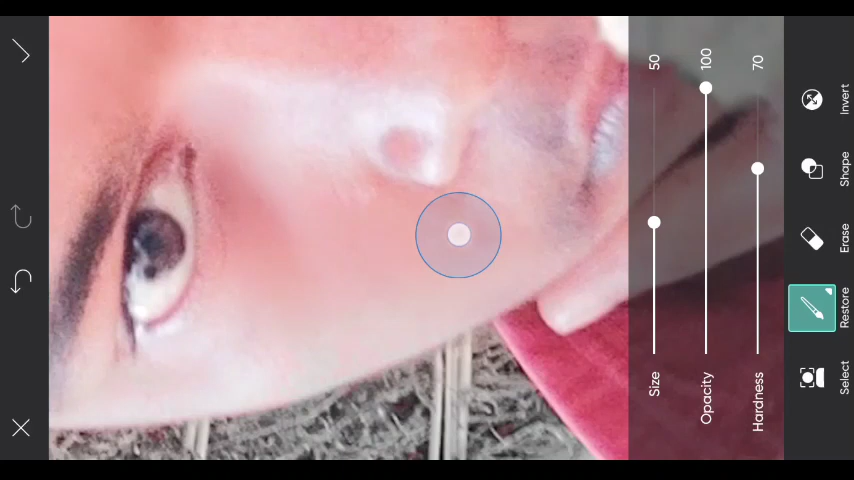 Size
50
Opacity
100
Hardness
70
Select
Restore
Erase
Shape
Invert